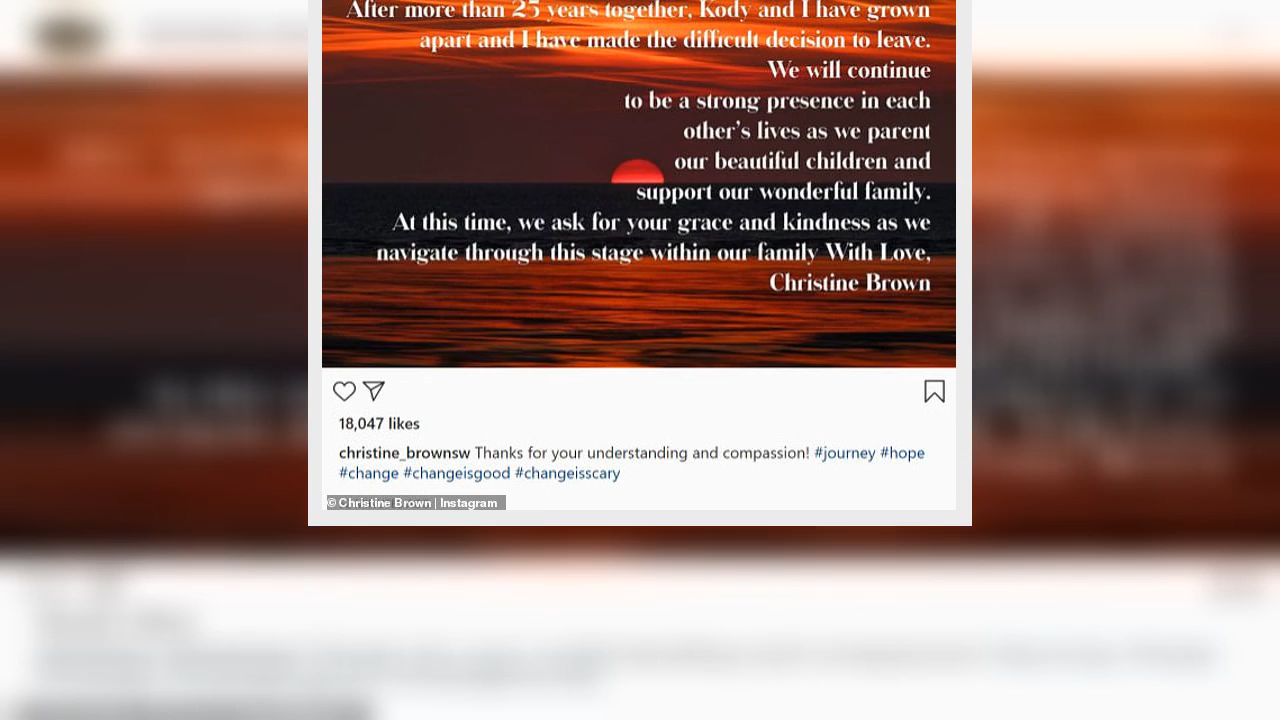 After more than 25 years together, Kody and I have grown
apart and I have made the difficult decision to leave.
We will continue
to be a strong presence in each
other's lives as we parent
our beautiful children and
support our wonderful family.
At this time, we ask for your grace and kindness as we
navigate through this stage within our family With Love,
Christine Brown
18,047 likes
christine_brownsw Thanks for your understanding and compassion! #journey #hope
#change #changeisgood #changeisscary
© Christine Brown | Instagram